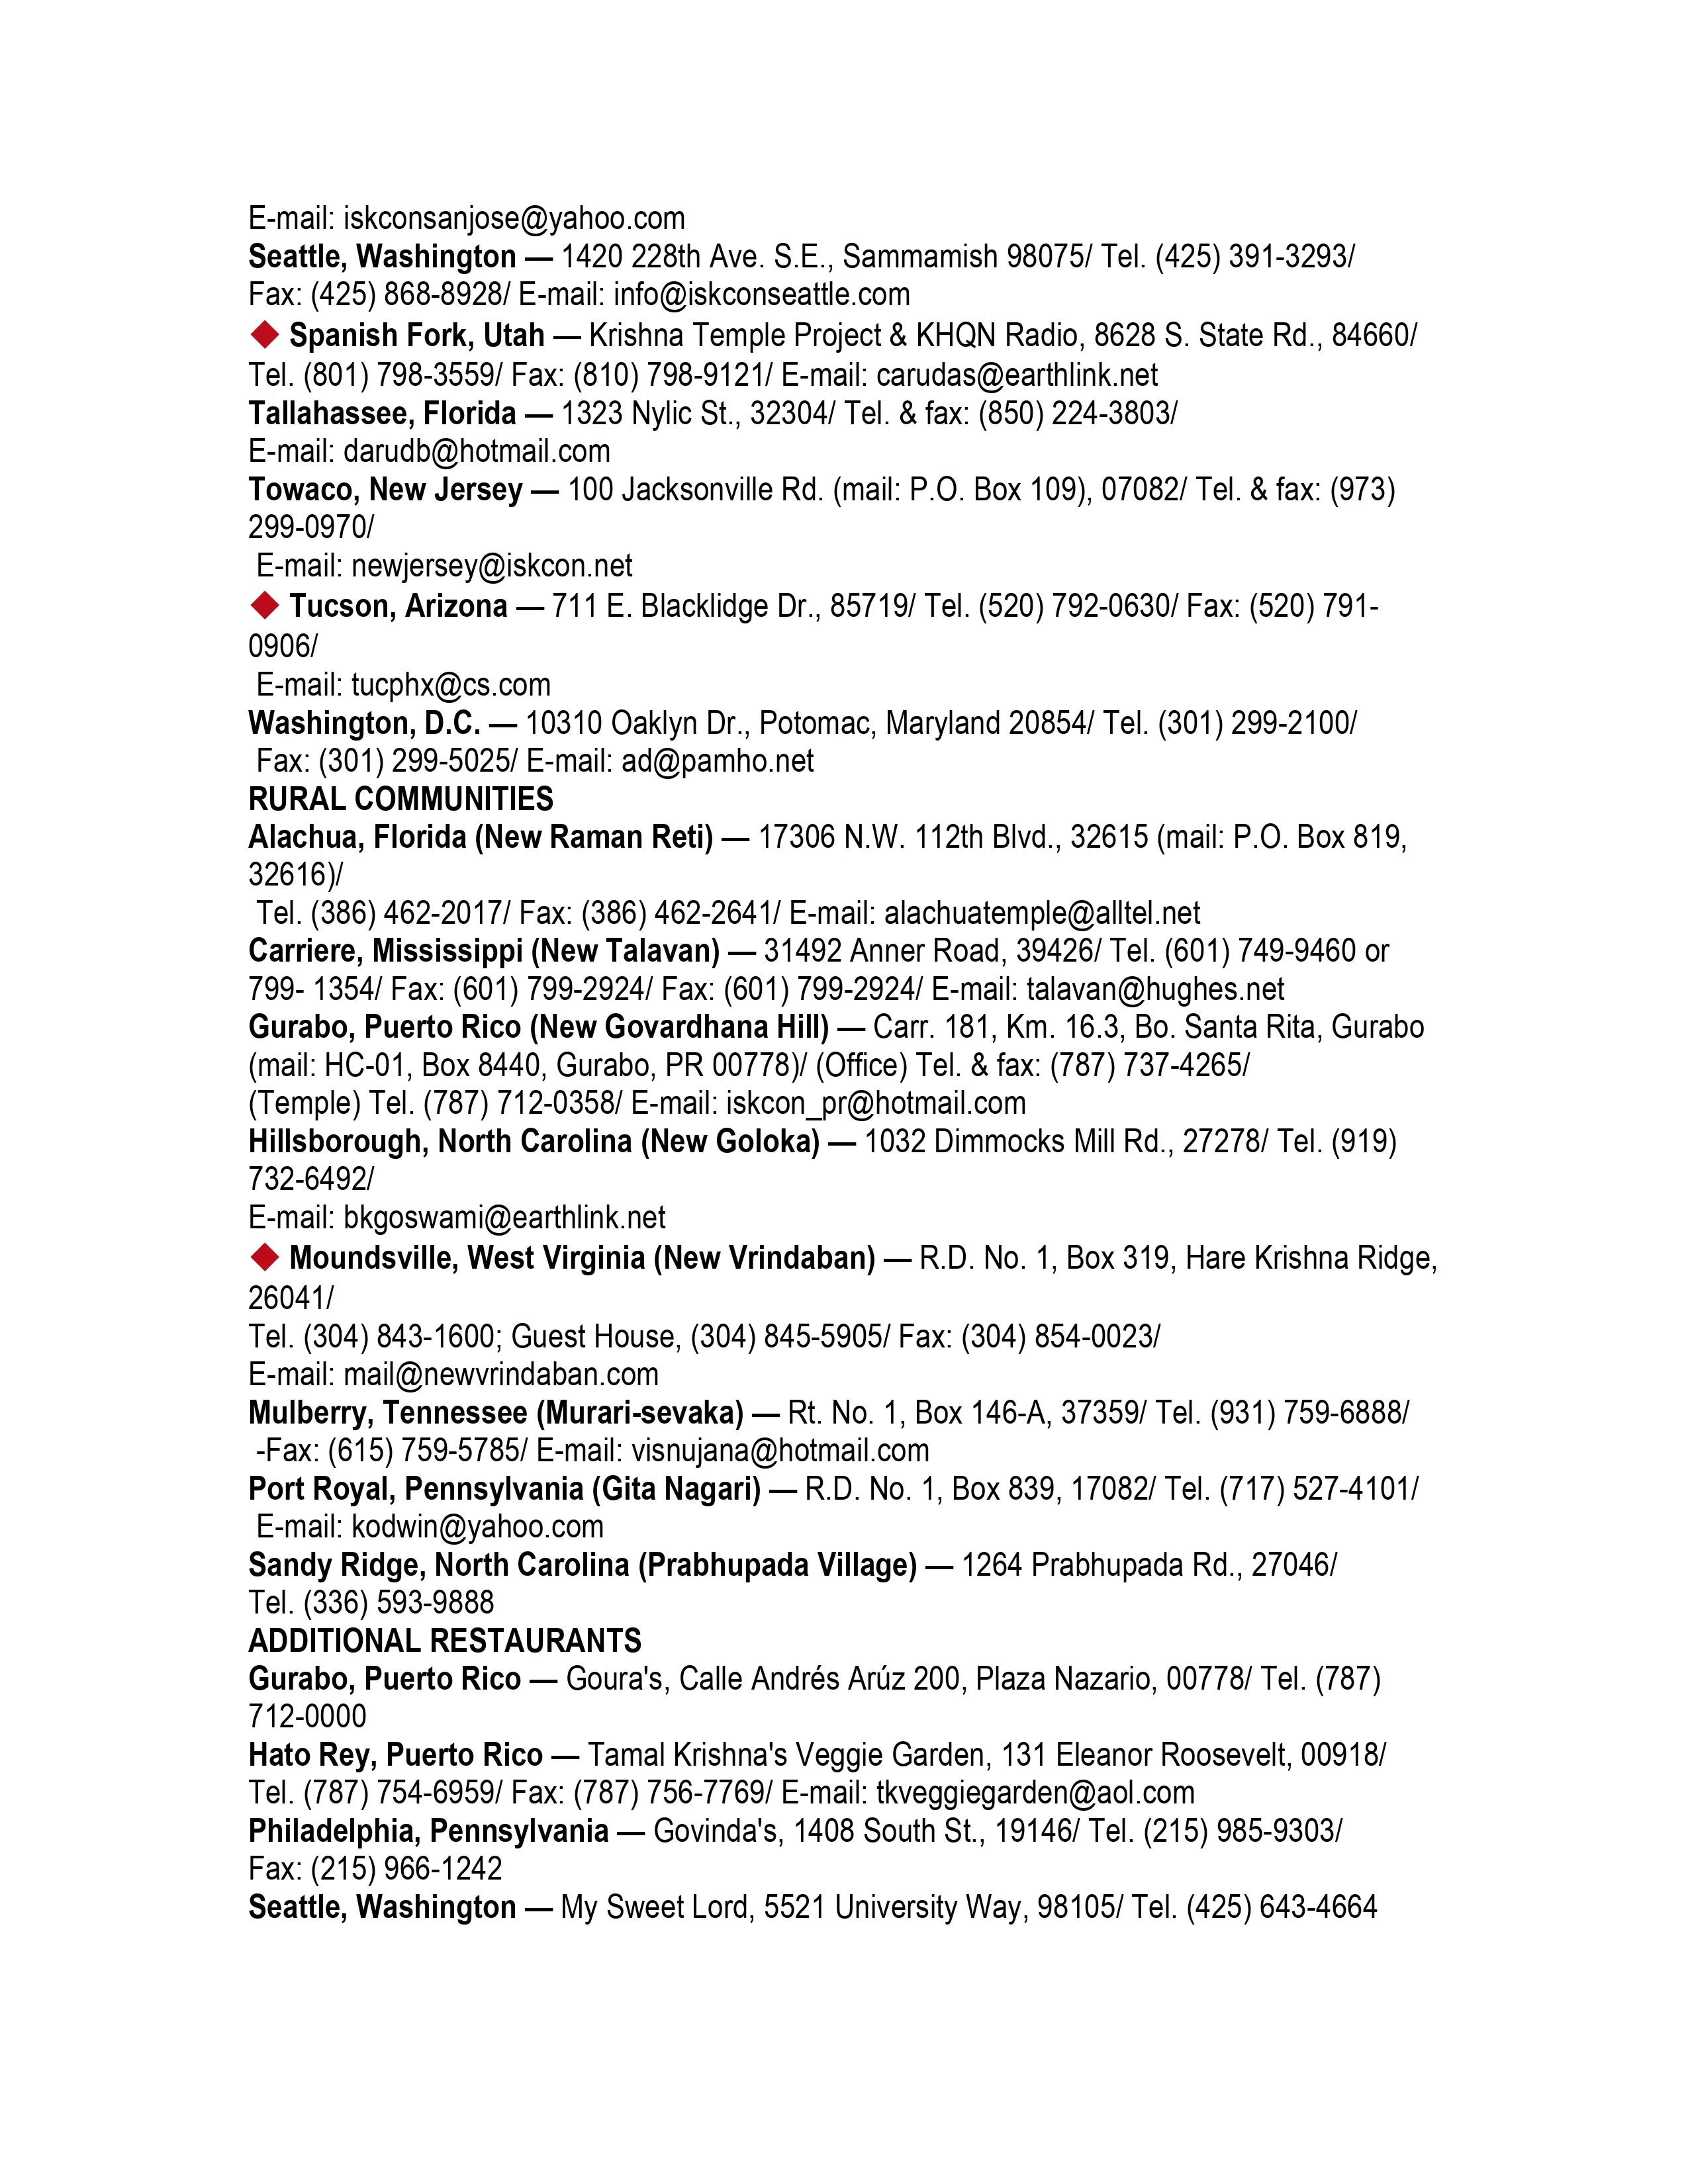 E-mail: iskconsanjose@yahoo.com
Seattle, Washington — 1420 228th Ave. S.E., Sammamish 98075/ Tel. (425) 391-3293/
Fax: (425) 868-8928/ E-mail: info@iskconseattle.com
◆ Spanish Fork, Utah — Krishna Temple Project & KHQN Radio, 8628 S. State Rd., 84660/
Tel. (801) 798-3559/ Fax: (810) 798-9121/ E-mail: carudas@earthlink.net
Tallahassee, Florida — 1323 Nylic St., 32304/ Tel. & fax: (850) 224-3803/
E-mail: darudb@hotmail.com
Towaco, New Jersey — 100 Jacksonville Rd. (mail: P.O. Box 109), 07082/ Tel. & fax: (973)
299-0970/
E-mail: newjersey@iskcon.net
◆ Tucson, Arizona — 711 E. Blacklidge Dr., 85719/ Tel. (520) 792-0630/ Fax: (520) 791-
0906/
E-mail: tucphx@cs.com
Washington, D.C. — 10310 Oaklyn Dr., Potomac, Maryland 20854/ Tel. (301) 299-2100/
Fax: (301) 299-5025/ E-mail: ad@pamho.net
RURAL COMMUNITIES
Alachua, Florida (New Raman Reti) — 17306 N.W. 112th Blvd., 32615 (mail: P.O. Box 819,
32616)/
Tel. (386) 462-2017/ Fax: (386) 462-2641/ E-mail: alachuatemple@alltel.net
Carriere, Mississippi (New Talavan) — 31492 Anner Road, 39426/ Tel. (601) 749-9460 or
799- 1354/ Fax: (601) 799-2924/ Fax: (601) 799-2924/ E-mail: talavan@hughes.net
Gurabo, Puerto Rico (New Govardhana Hill) — Carr. 181, Km. 16.3, Bo. Santa Rita, Gurabo
(mail: HC-01, Box 8440, Gurabo, PR 00778)/ (Office) Tel. & fax: (787) 737-4265/
(Temple) Tel. (787) 712-0358/ E-mail: iskcon_pr@hotmail.com
Hillsborough, North Carolina (New Goloka) — 1032 Dimmocks Mill Rd., 27278/ Tel. (919)
732-6492/
E-mail: bkgoswami@earthlink.net
◆ Moundsville, West Virginia (New Vrindaban) — R.D. No. 1, Box 319, Hare Krishna Ridge,
26041/
Tel. (304) 843-1600; Guest House, (304) 845-5905/ Fax: (304) 854-0023/
E-mail: mail@newvrindaban.com
Mulberry, Tennessee (Murari-sevaka) — Rt. No. 1, Box 146-A, 37359/ Tel. (931) 759-6888/
-Fax: (615) 759-5785/ E-mail: visnujana@hotmail.com
Port Royal, Pennsylvania (Gita Nagari) — R.D. No. 1, Box 839, 17082/ Tel. (717) 527-4101/
E-mail: kodwin@yahoo.com
Sandy Ridge, North Carolina (Prabhupada Village) — 1264 Prabhupada Rd., 27046/
Tel. (336) 593-9888
ADDITIONAL RESTAURANTS
Gurabo, Puerto Rico — Goura's, Calle Andrés Arúz 200, Plaza Nazario, 00778/ Tel. (787)
712-0000
Hato Rey, Puerto Rico — Tamal Krishna's Veggie Garden, 131 Eleanor Roosevelt, 00918/
Tel. (787) 754-6959/ Fax: (787) 756-7769/ E-mail: tkveggiegarden@aol.com
Philadelphia, Pennsylvania — Govinda's, 1408 South St., 19146/ Tel. (215) 985-9303/
Fax: (215) 966-1242
Seattle, Washington — My Sweet Lord, 5521 University Way, 98105/ Tel. (425) 643-4664